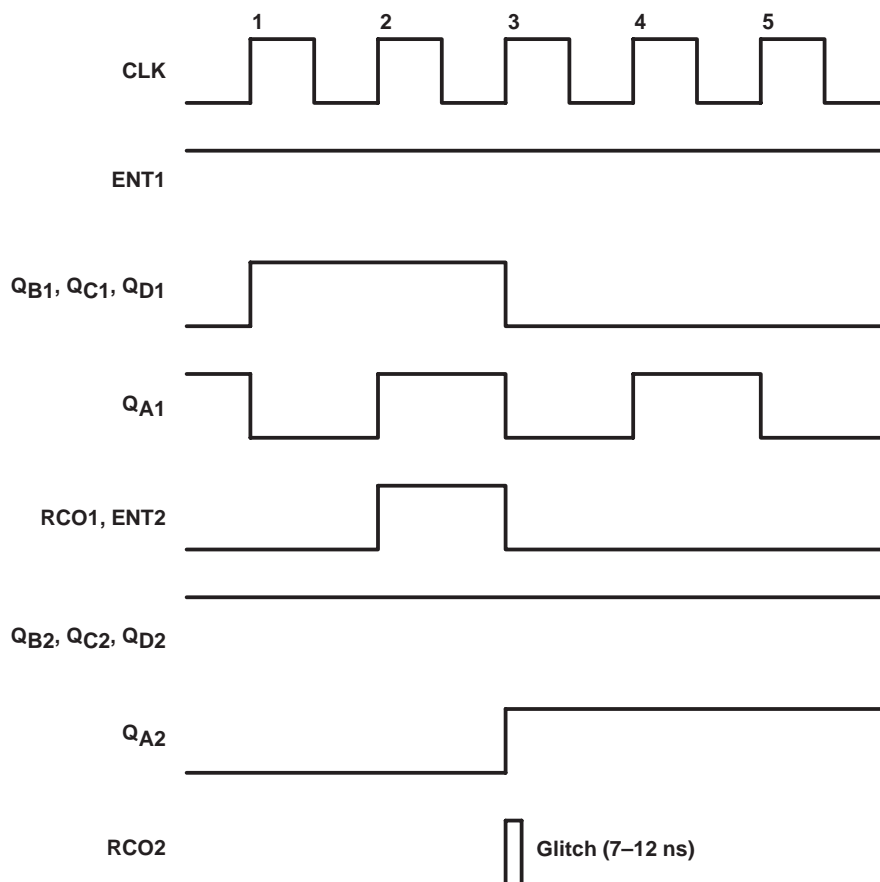 1 2 3 4 5
CLK
ENT1
QB1, QC1, QD1
QA1
RCO1, ENT2
QB2, QC2, QD2
QA2
RCO2 Glitch (7–12 ns)